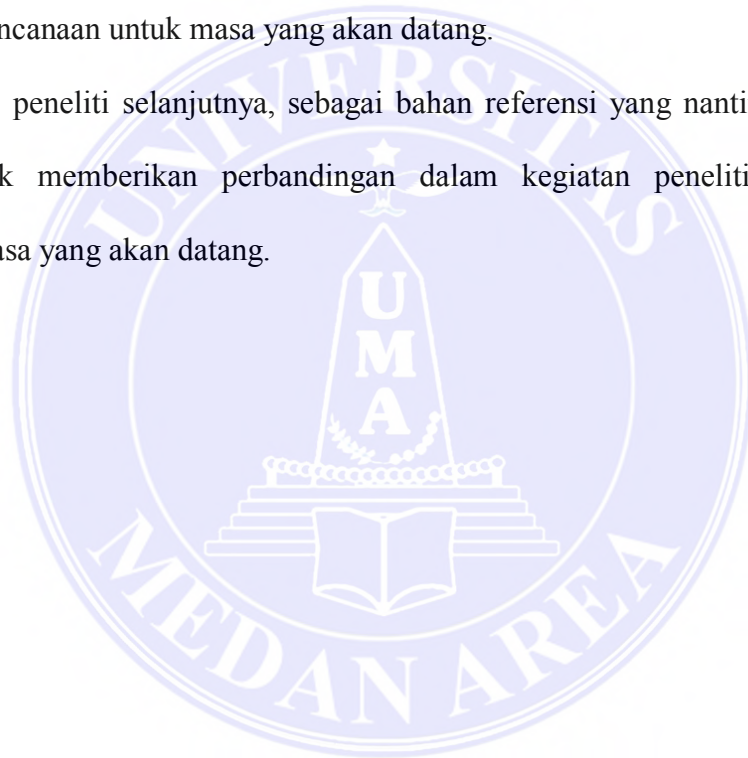 ncanaan untuk masa yang akan datang.
peneliti selanjutnya, sebagai bahan referensi yang nanti
k memberikan perbandingan dalam kegiatan peneliti
asa yang akan datang.
UNIVERSITAS
U
M
A
MEDAN AREA